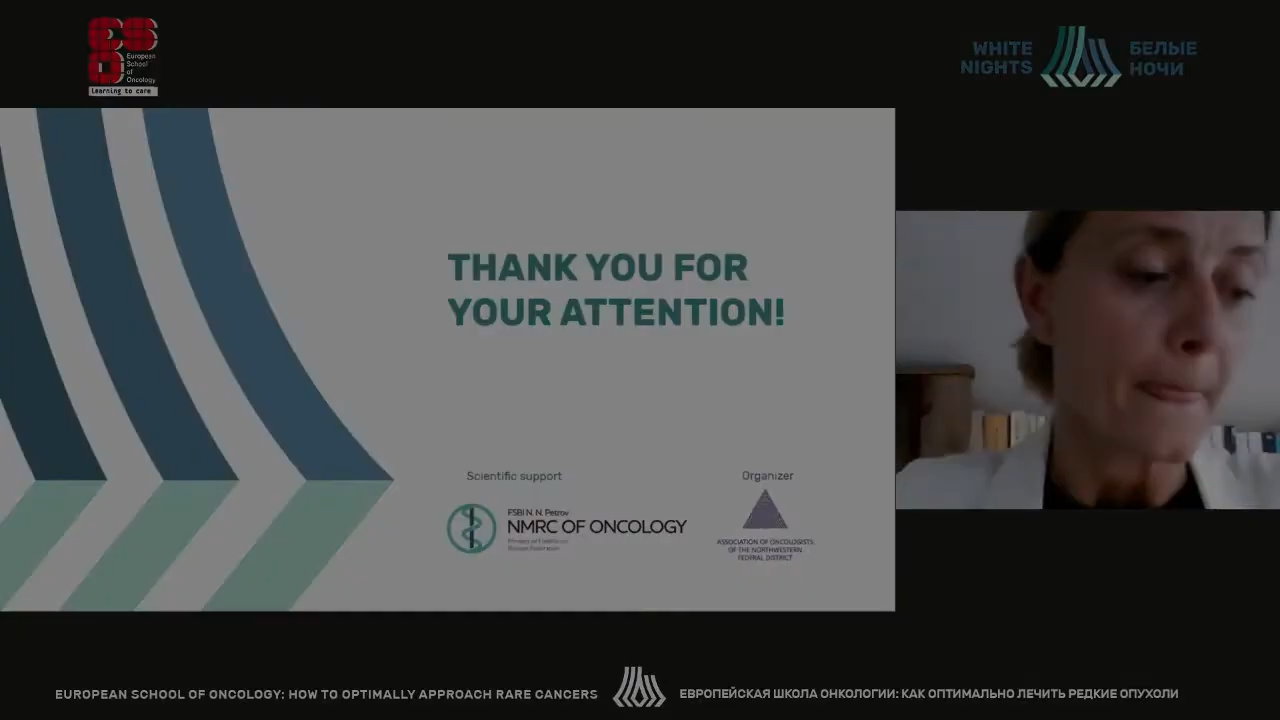 European
School
of
Oncology
learning to care
WHITE
NIGHTS
БЕЛЫЕ
НОЧИ
THANK YOU FOR
YOUR ATTENTION!
Scientific support
Organizer
FSBI N. N. Petrov
NMRC OF ONCOLOGY
ASSOCIATION OF ONCOLOGISTS
OF THE NORTHWESTERN
FEDERAL DISTRICT
EUROPEAN SCHOOL OF ONCOLOGY: HOW TO OPTIMALLY APPROACH RARE CANCERS
ЕВРОПЕЙСКАЯ ШКОЛА ОНКОЛОГИИ: КАК ОПТИМАЛЬНО ЛЕЧИТЬ РЕДКИЕ ОПУХОЛИ